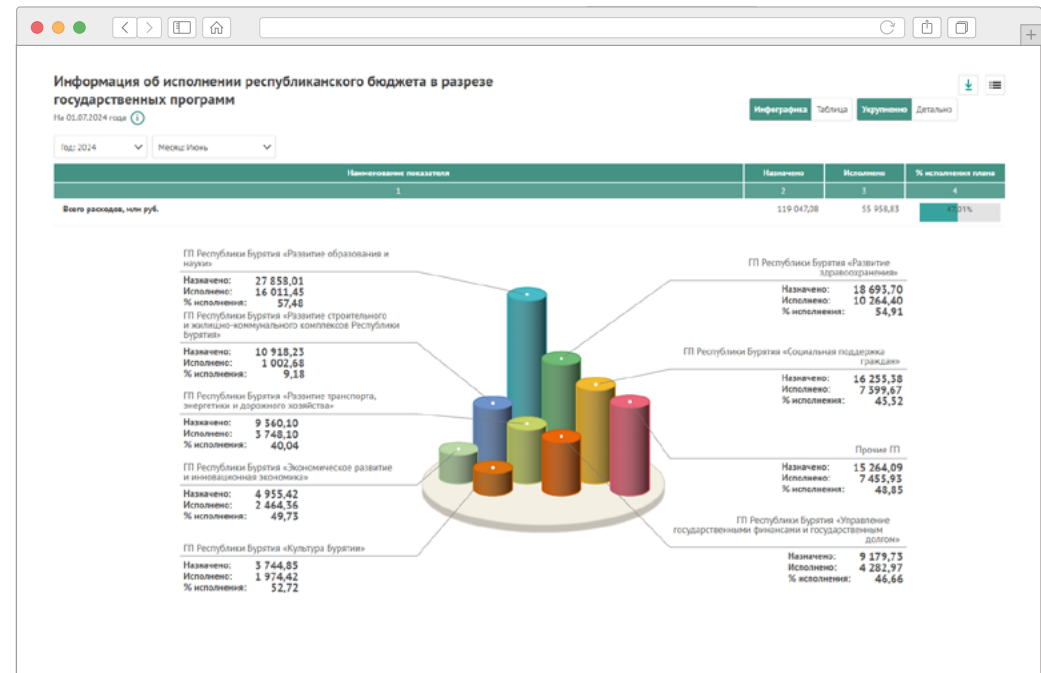 Информация об исполнении республиканского бюджета в разрезе
государственных программ
На 01.07.2024 года
Инфографика Таблица Укрупненно Детально
Год: 2024 Месяц: Июнь
Наименование показателя Назначено Исполнено % исполнения плана
1 2 3 4
Всего расходов, млн руб. 119 047,08 55 958,83 47,01%
ГП Республики Бурятия «Развитие образования и
науки»
Назначено: 27 858,01
Исполнено: 16 011,45
% исполнения: 57,48
ГП Республики Бурятия «Развитие строительного
и жилищно-коммунального комплексов Республики
Бурятия»
Назначено: 10 918,23
Исполнено: 1 002,68
% исполнения: 9,18
ГП Республики Бурятия «Развитие транспорта,
энергетики и дорожного хозяйства»
Назначено: 9 360,10
Исполнено: 3 748,10
% исполнения: 40,04
ГП Республики Бурятия «Экономическое развитие
и инновационная экономика»
Назначено: 4 955,42
Исполнено: 2 464,36
% исполнения: 49,73
ГП Республики Бурятия «Культура Бурятии»
Назначено: 3 744,85
Исполнено: 1 974,42
% исполнения: 52,72
ГП Республики Бурятия «Развитие
здравоохранения»
Назначено: 18 693,70
Исполнено: 10 264,40
% исполнения: 54,91
ГП Республики Бурятия «Социальная поддержка
граждан»
Назначено: 16 255,38
Исполнено: 7 399,67
% исполнения: 45,52
Прочие ГП
Назначено: 15 264,09
Исполнено: 7 455,93
% исполнения: 48,85
ГП Республики Бурятия «Управление
государственными финансами и государственным
долгом»
Назначено: 9 179,73
Исполнено: 4 282,97
% исполнения: 46,66